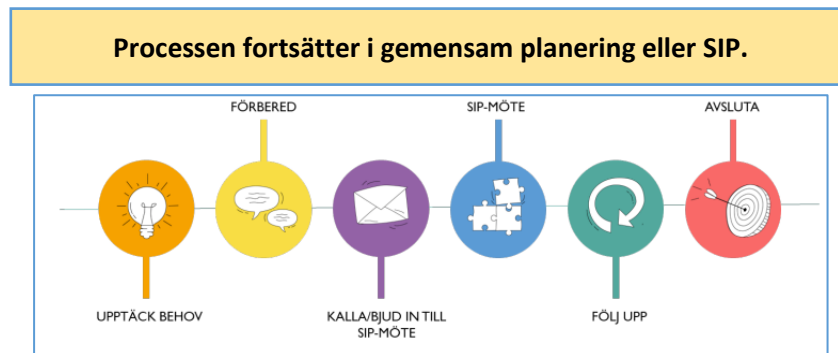 Processen fortsätter i gemensam planering eller SIP.
FÖRBERED
SIP-MÖTE
AVSLUTA
UPPTÄCK BEHOV
KALLA/BJUD IN TILL
SIP-MÖTE
FÖLJ UPP